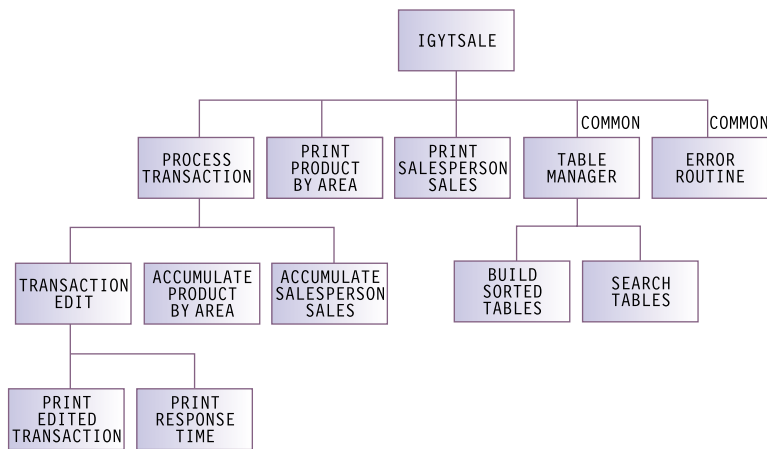 IGYTSALE
COMMON
COMMON
PROCESS
TRANSACTION
PRINT
PRODUCT
BY AREA
PRINT
SALESPERSON
SALES
TABLE
MANAGER
ERROR
ROUTINE
TRANSACTION
EDIT
ACCUMULATE
PRODUCT
BY AREA
ACCUMULATE
SALESPERSON
SALES
BUILD
SORTED
TABLES
SEARCH
TABLES
PRINT
EDITED
TRANSACTION
PRINT
RESPONSE
TIME